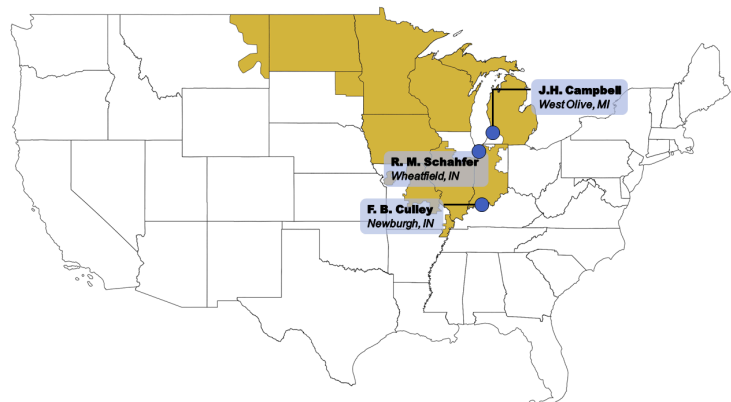 J.H. Campbell
West Olive, MI
R. M. Schahfer
Wheatfield, IN
F. B. Culley
Newburgh, IN